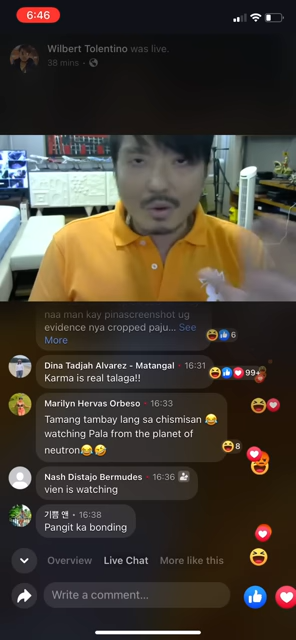 6:46
Wilbert Tolentino was live.
38 mins •
naa man kay pinascreenshot ug
evidence nya cropped paju... See
More
6
Dina Tadjah Alvarez - Matangal • 16:31
Karma is real talaga!!
99+
Marilyn Hervas Orbeso • 16:33
Tamang tambay lang sa chismisan 😂
watching Pala from the planet of
neutron😂🤣
8
Nash Distajo Bermudes • 16:36
vien is watching
기쁨 앤 • 16:38
Pangit ka bonding
Overview Live Chat More like this
Write a comment...